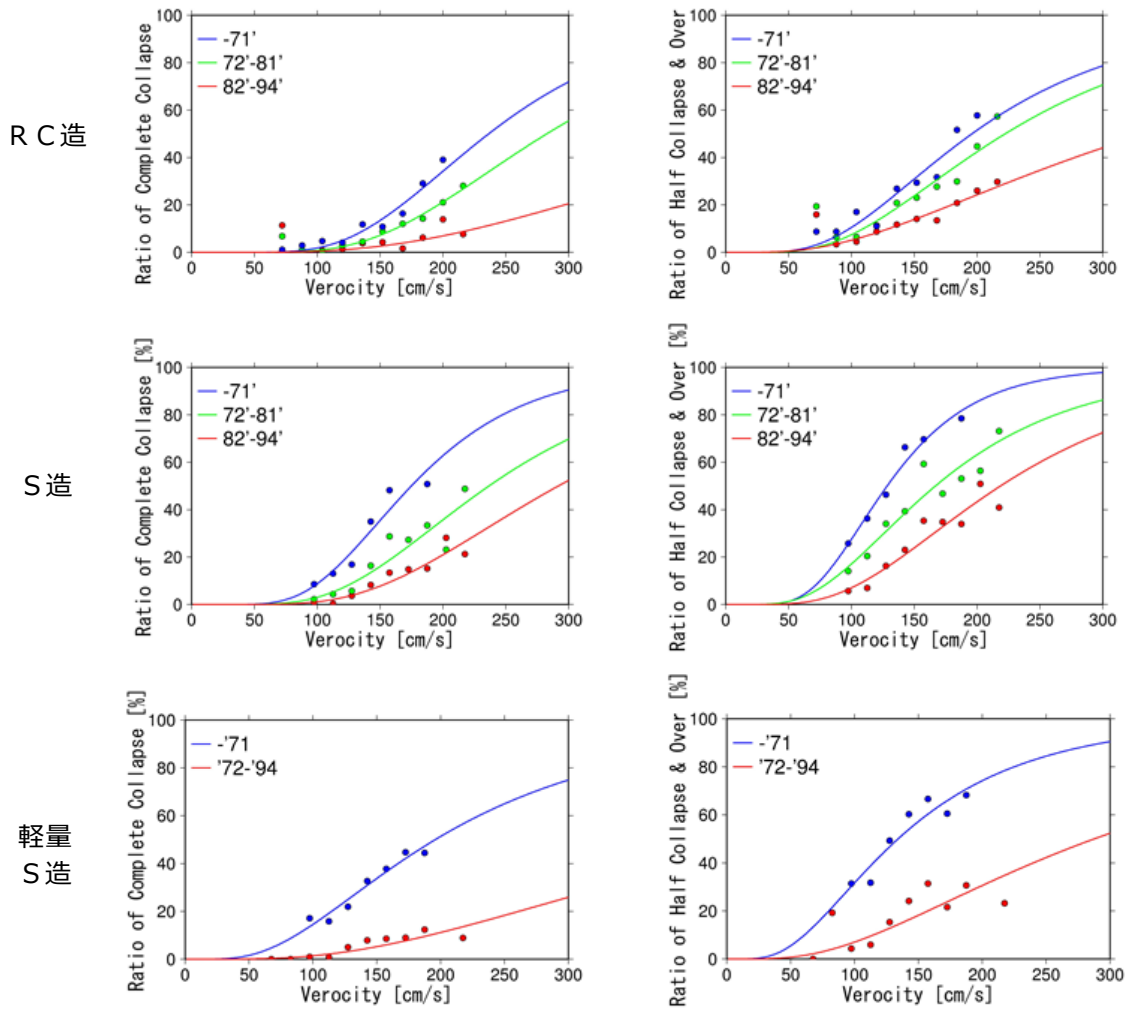 ＲＣ造
Ratio of Complete Collapse
100
80
60
40
20
0
-71'
72'-81'
82'-94'
0 50 100 150 200 250 300
Verocity [cm/s]
Ratio of Half Collapse & Over
100
80
60
40
20
0
-71'
72'-81'
82'-94'
0 50 100 150 200 250 300
Verocity [cm/s]
Ｓ造
Ratio of Complete Collapse [%]
100
80
60
40
20
0
-71'
72'-81'
82'-94'
0 50 100 150 200 250 300
Verocity [cm/s]
Ratio of Half Collapse & Over [%]
100
80
60
40
20
0
-71'
72'-81'
82'-94'
0 50 100 150 200 250 300
Verocity [cm/s]
軽量
Ｓ造
Ratio of Complete Collapse [%]
100
80
60
40
20
0
-'71
'72-'94
0 50 100 150 200 250 300
Verocity [cm/s]
Ratio of Half Collapse & Over [%]
100
80
60
40
20
0
-'71
'72-'94
0 50 100 150 200 250 300
Verocity [cm/s]